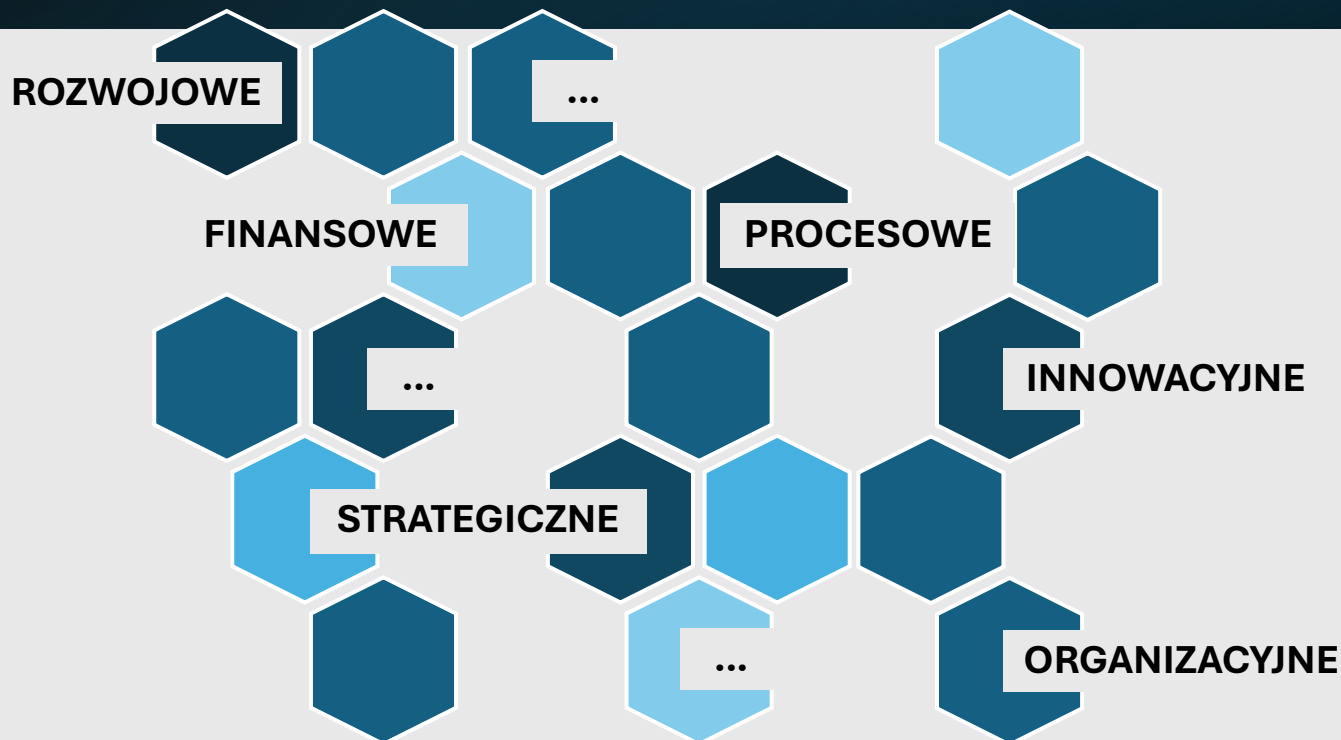 ROZWOJOWE
...
FINANSOWE
PROCESOWE
...
INNOWACYJNE
STRATEGICZNE
...
ORGANIZACYJNE